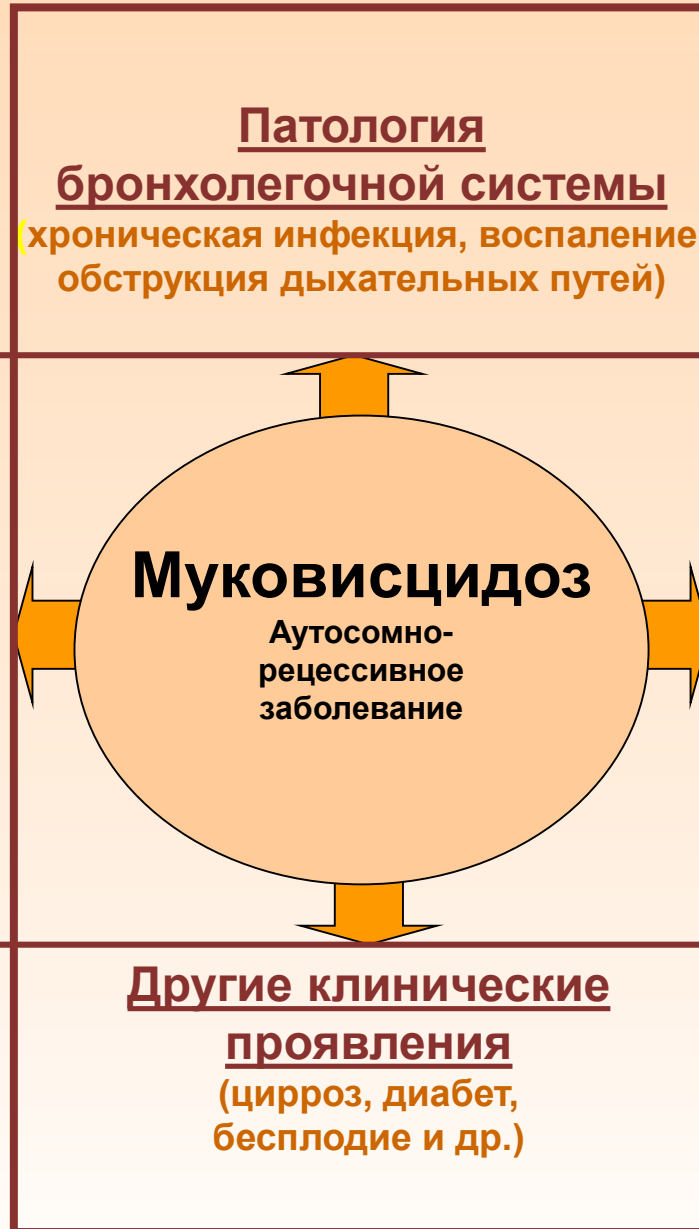 Патология
бронхолегочной системы
(хроническая инфекция, воспаление
обструкция дыхательных путей)
Муковисцидоз
Аутосомно-
рецессивное
заболевание
Другие клинические
проявления
(цирроз, диабет,
бесплодие и др.)